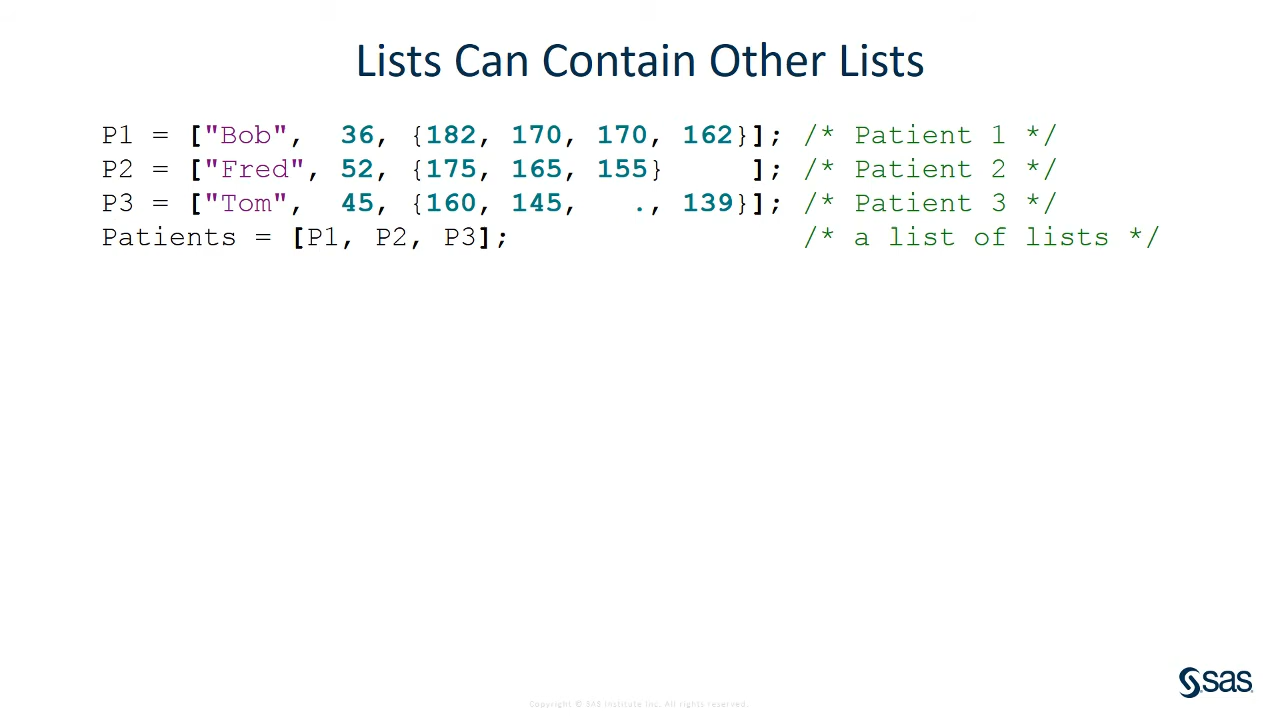 Lists Can Contain Other Lists
P1 = ["Bob",  36, {182, 170, 170, 162}]; /* Patient 1 */
P2 = ["Fred", 52, {175, 165, 155}     ]; /* Patient 2 */
P3 = ["Tom",  45, {160, 145,   ., 139}]; /* Patient 3 */
Patients = [P1, P2, P3];                 /* a list of lists */
sas
Copyright © SAS Institute Inc. All rights reserved.